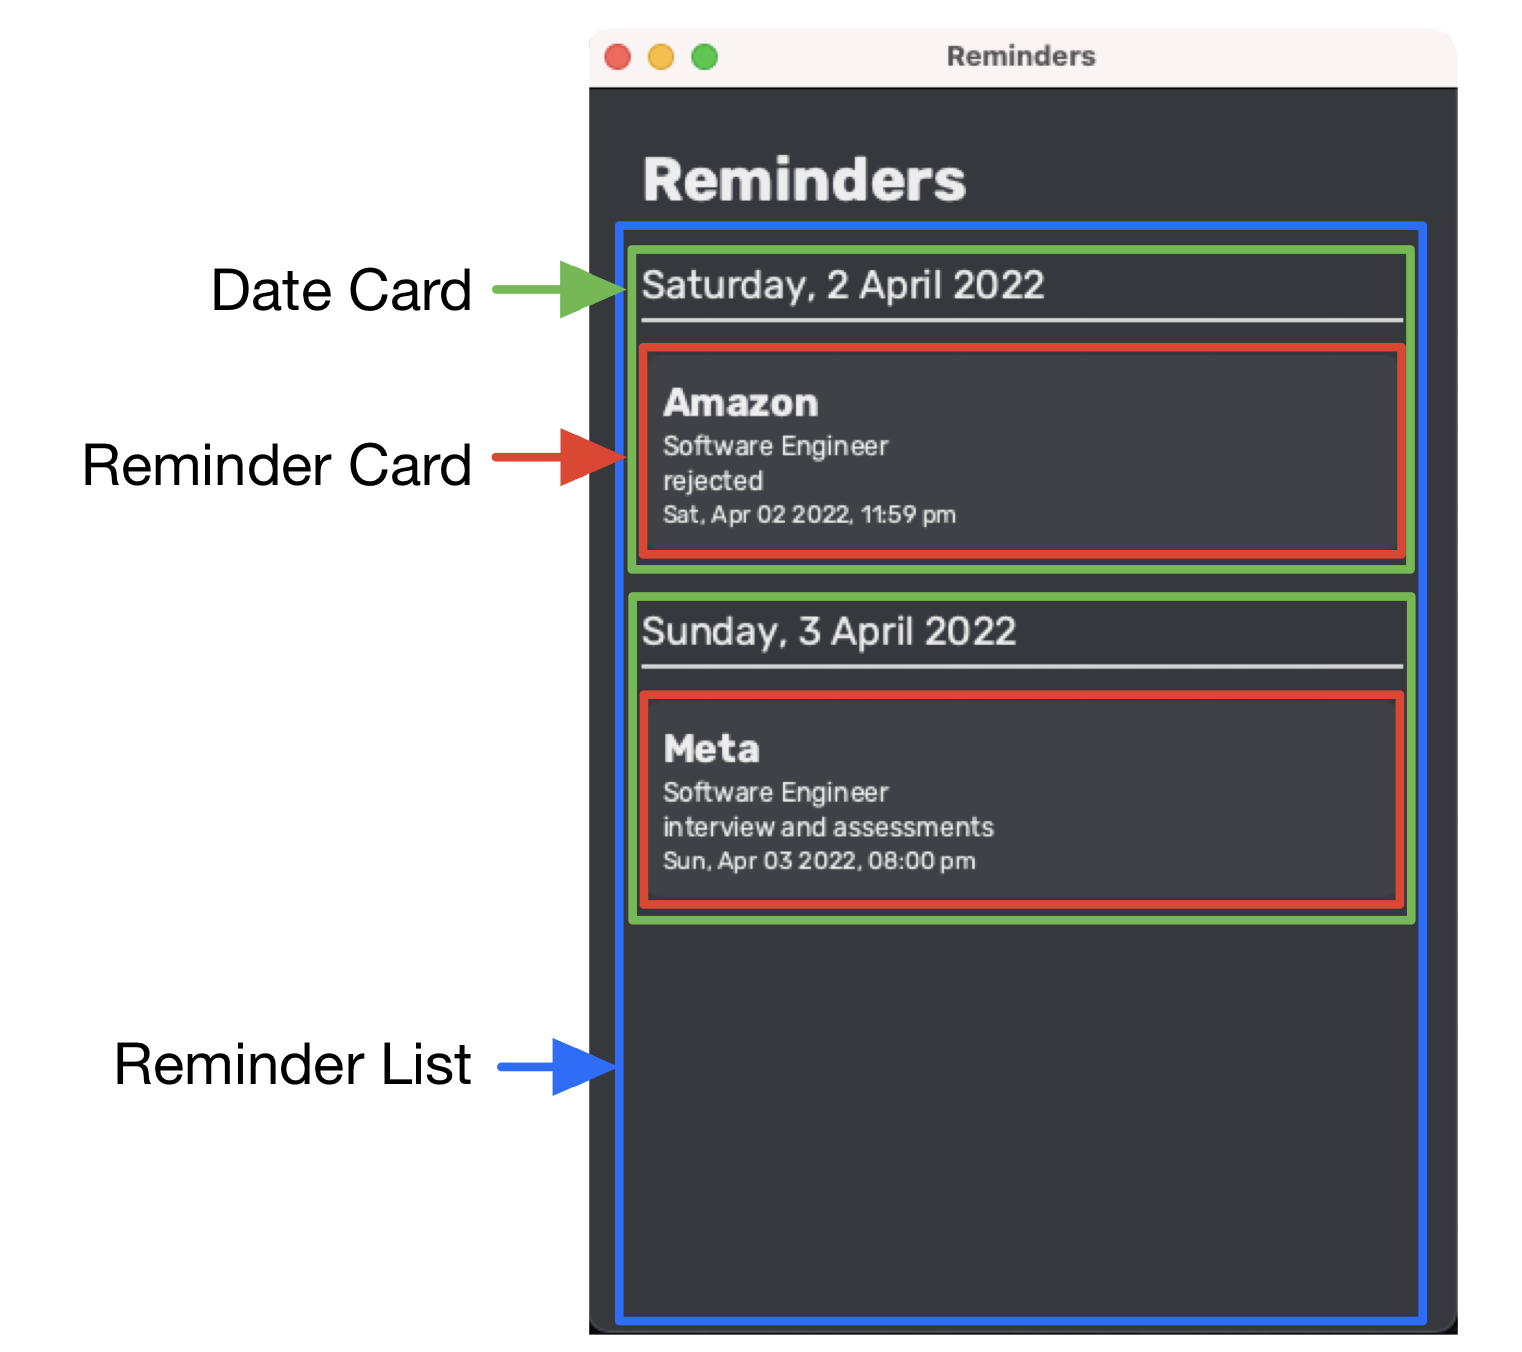 Reminders
Reminders
Date Card
Saturday, 2 April 2022
Reminder Card
Amazon
Software Engineer
rejected
Sat, Apr 02 2022, 11:59 pm
Sunday, 3 April 2022
Meta
Software Engineer
interview and assessments
Sun, Apr 03 2022, 08:00 pm
Reminder List